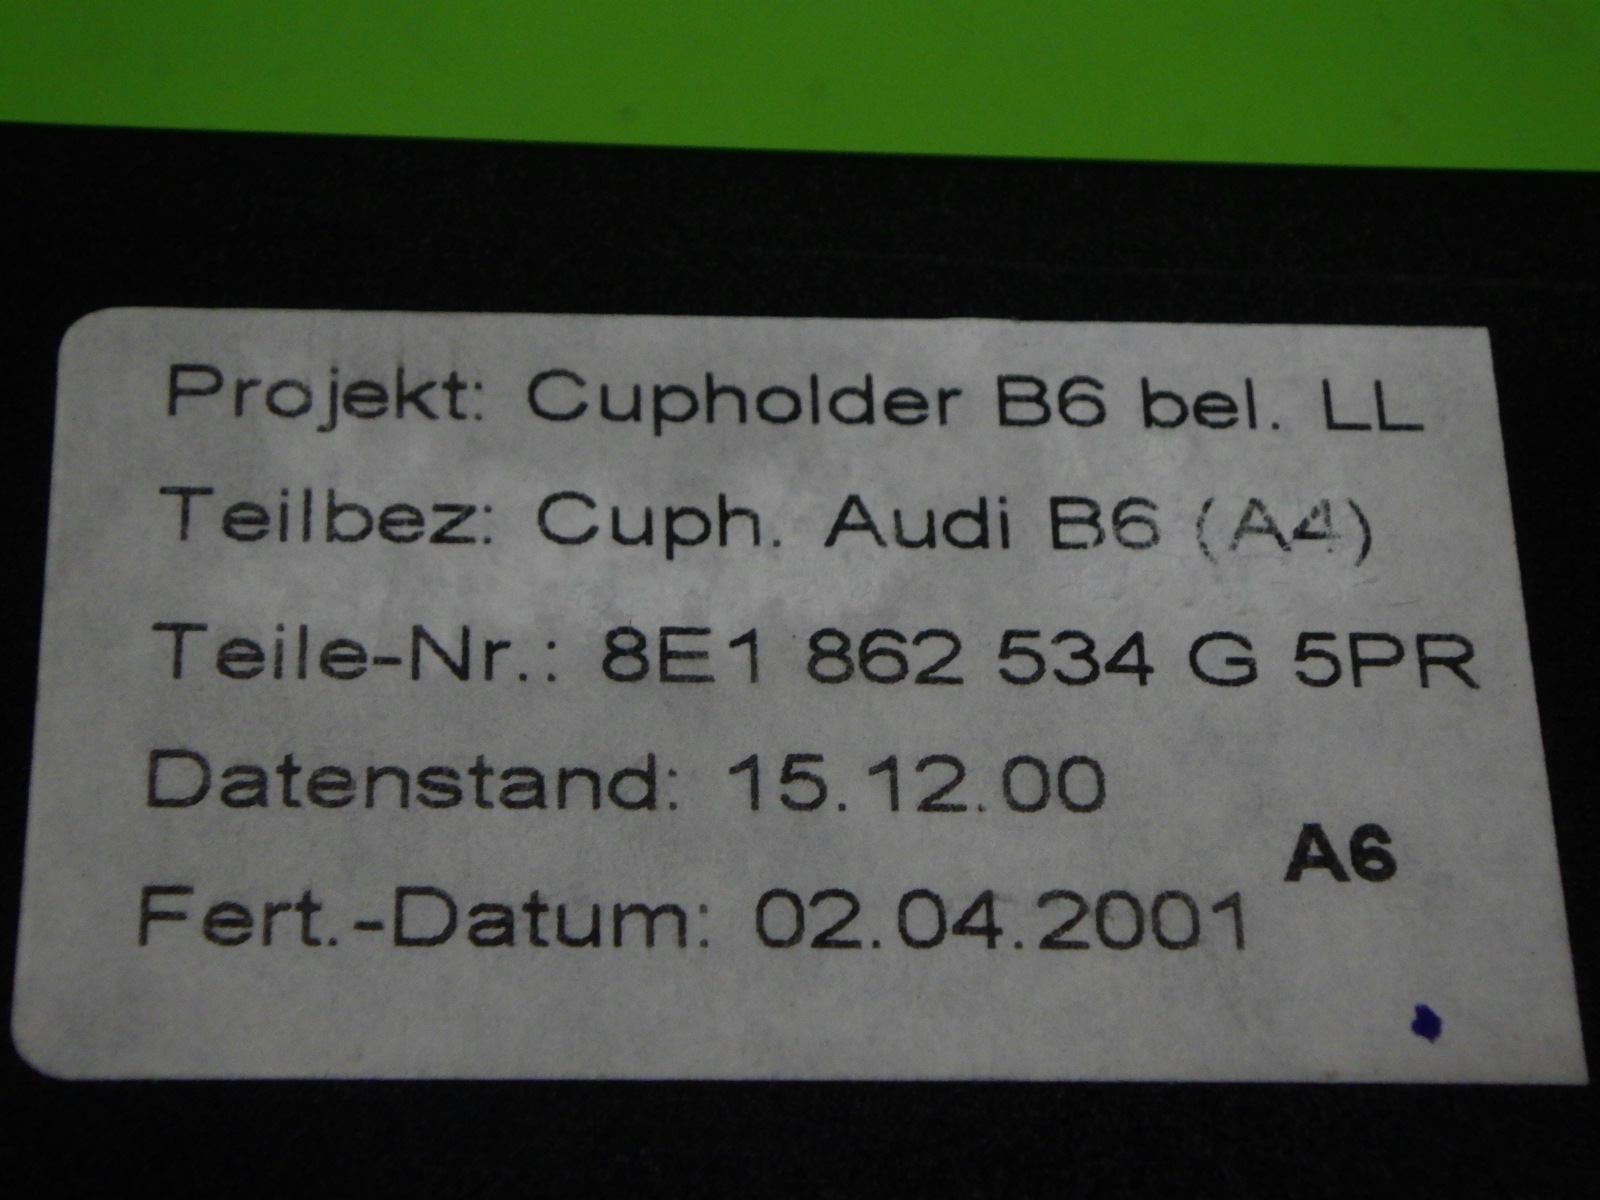 Projekt: Cupholder B6 bel. LL
Teilbez: Cuph. Audi B6 (A4)
Teile-Nr.: 8E1 862 534 G 5PR
Datenstand: 15.12.00
A6
Fert.-Datum: 02.04.2001